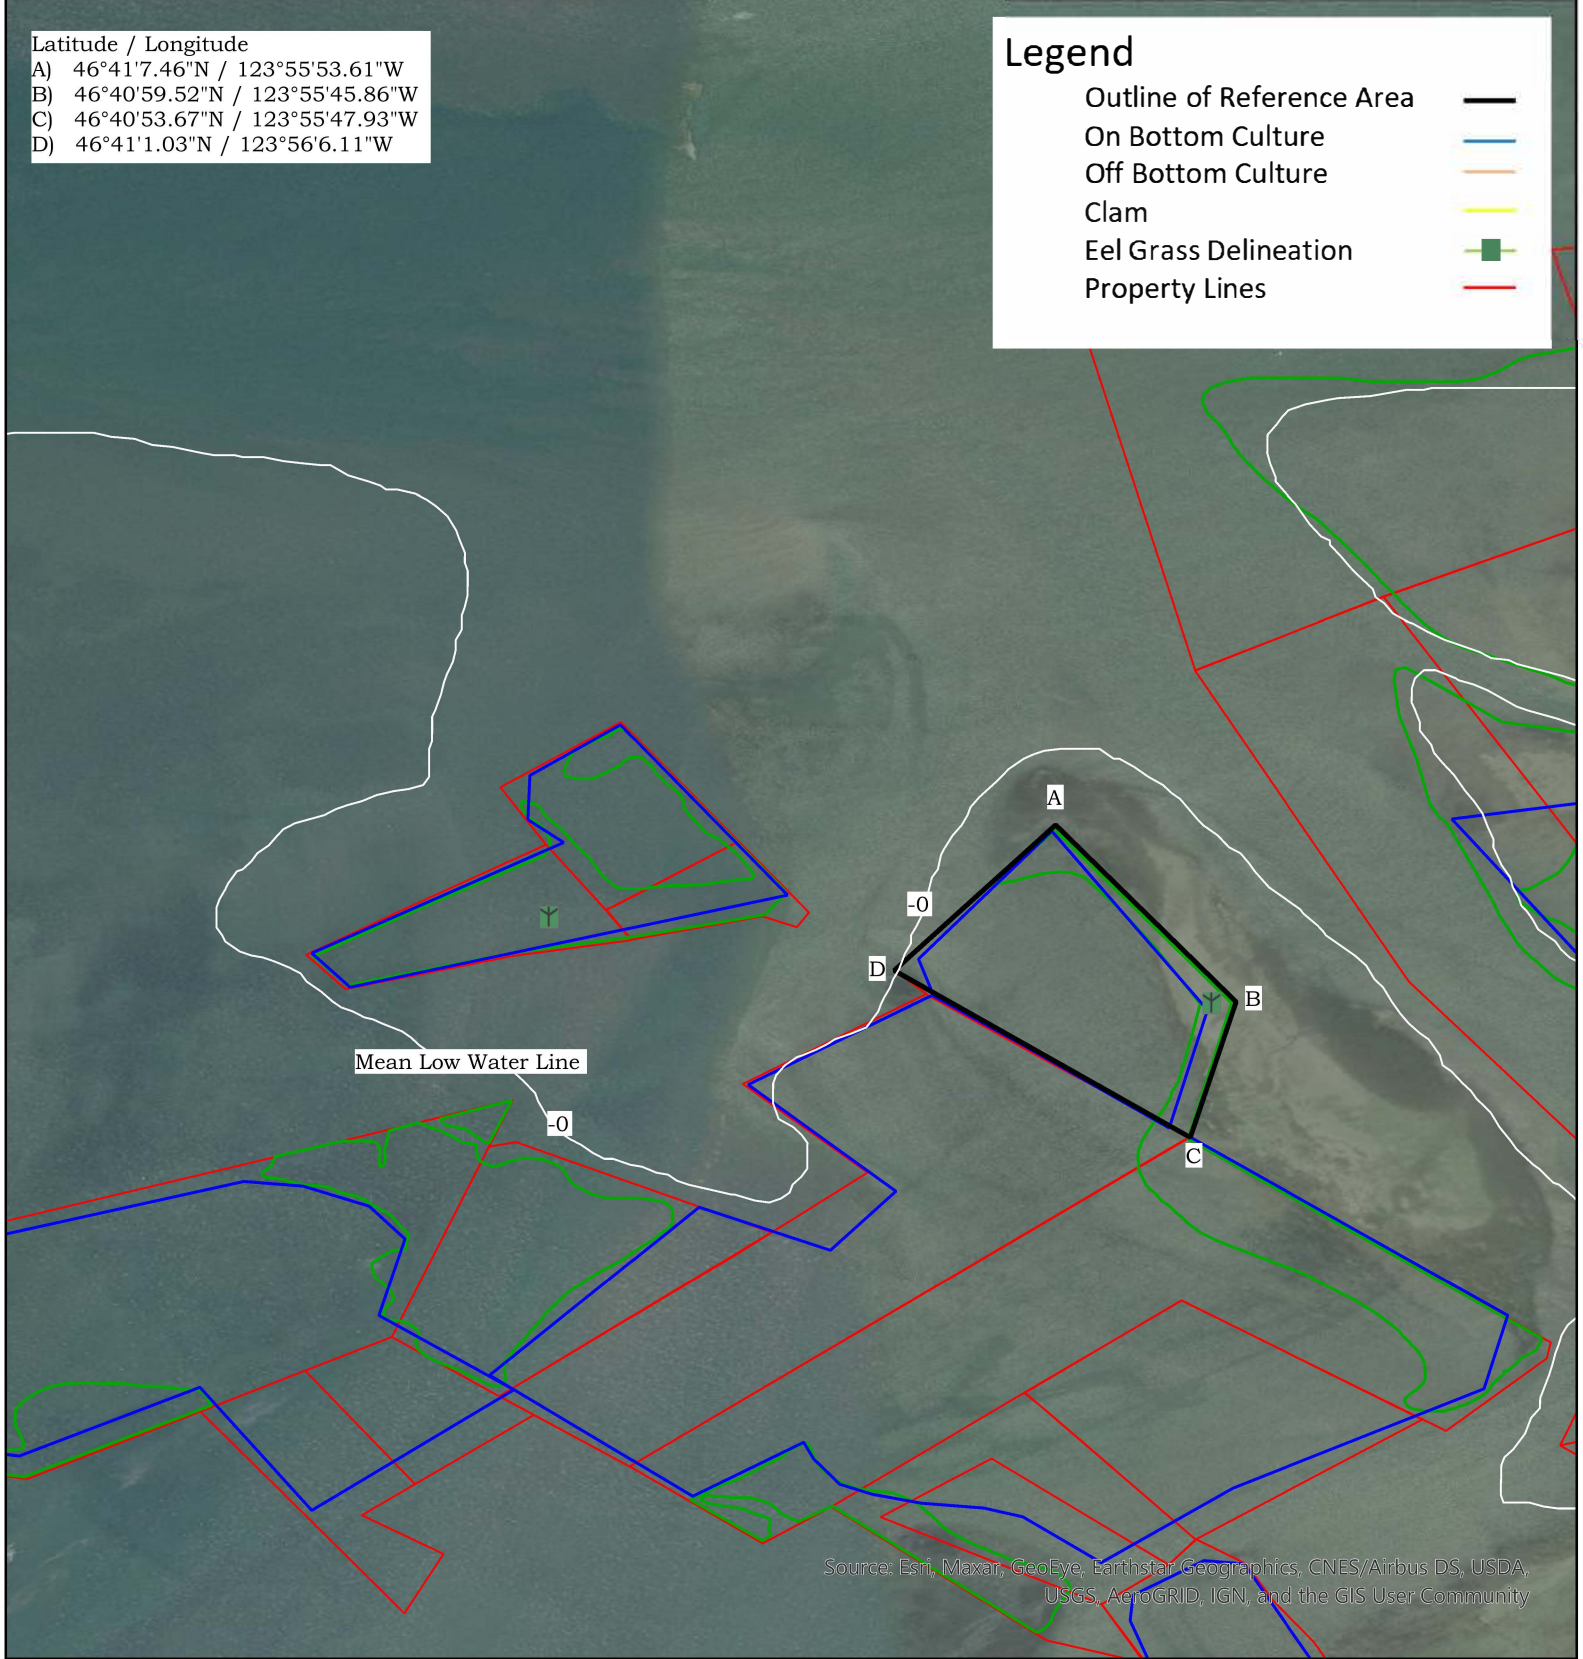 Latitude / Longitude
A) 46°41'7.46"N / 123°55'53.61"W
B) 46°40'59.52"N / 123°55'45.86"W
C) 46°40'53.67"N / 123°55'47.93"W
D) 46°41'1.03"N / 123°56'6.11"W
Legend
Outline of Reference Area
On Bottom Culture
Off Bottom Culture
Clam
Eel Grass Delineation
Property Lines
A
-0
D
B
Mean Low Water Line
-0
C
Source: Esri, Maxar, GeoEye, Earthstar Geographics, CNES/Airbus DS, USDA,
USGS, AeroGRID, IGN, and the GIS User Community